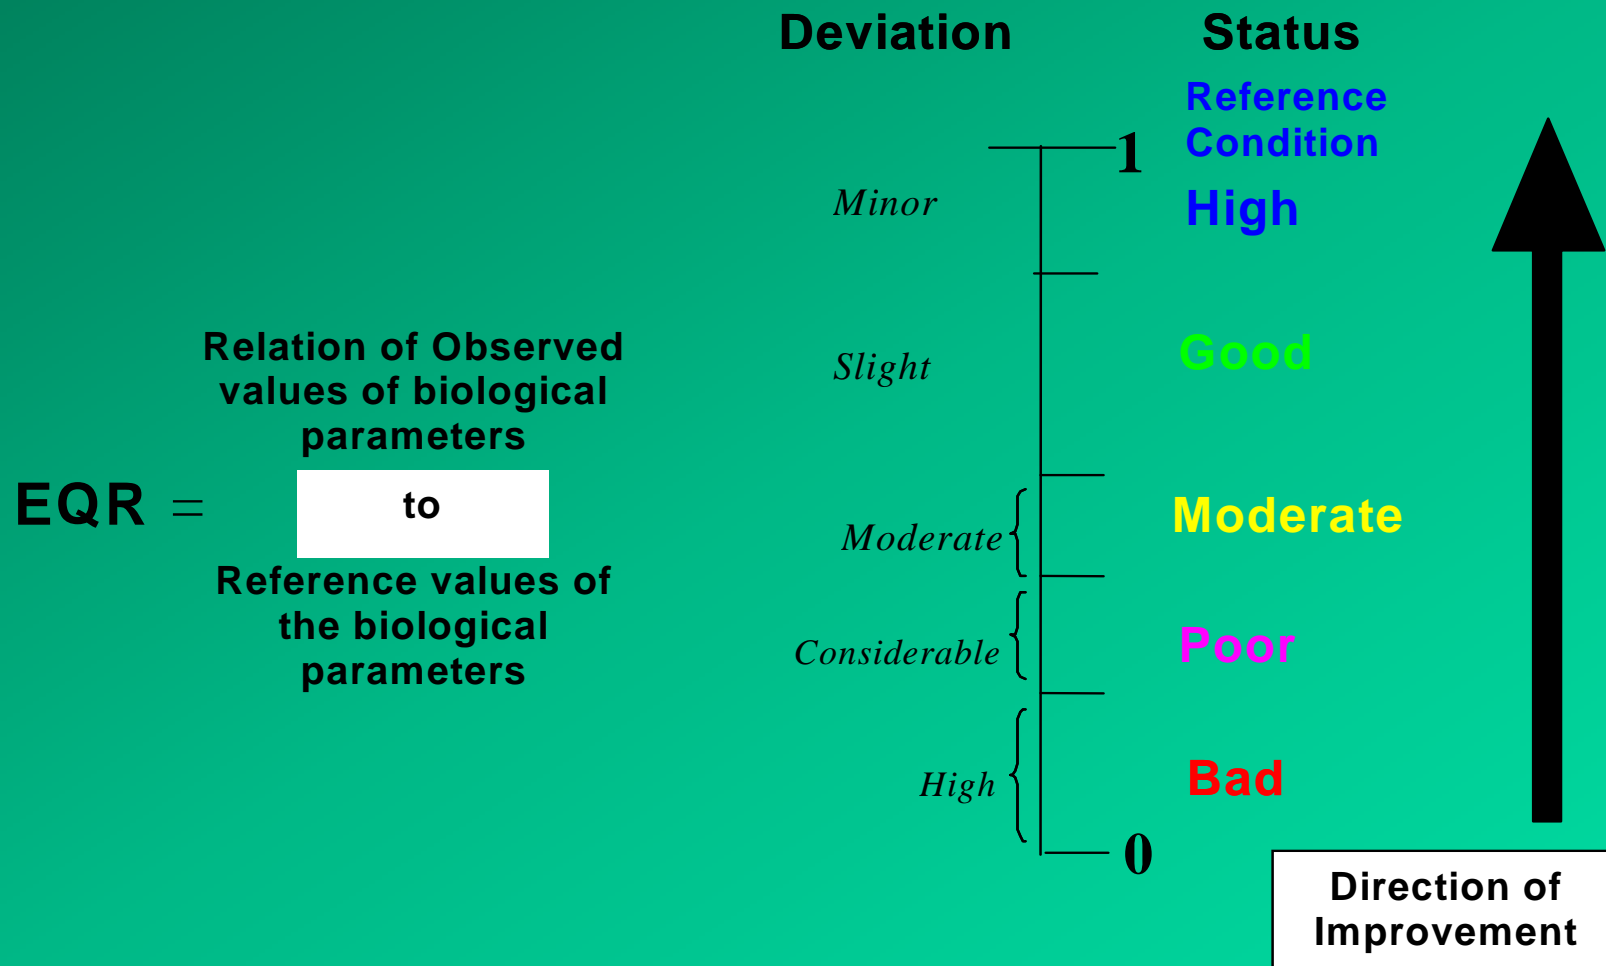 Deviation
Status
Reference
Condition
1
Minor
High
Relation of Observed
values of biological
parameters
Slight
Good
EQR =
to
Moderate
Moderate
Reference values of
the biological
parameters
Considerable
Poor
High
Bad
0
Direction of
Improvement